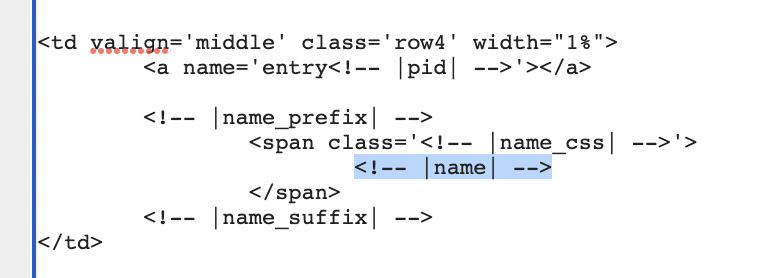 <td valign='middle' class='row4' width="1%">
<a name='entry<!-- |pid| -->'></a>
<!-- |name_prefix| -->
<span class='<!-- |name_css| -->'>
<!-- |name| -->
</span>
<!-- |name_suffix| -->
</td>